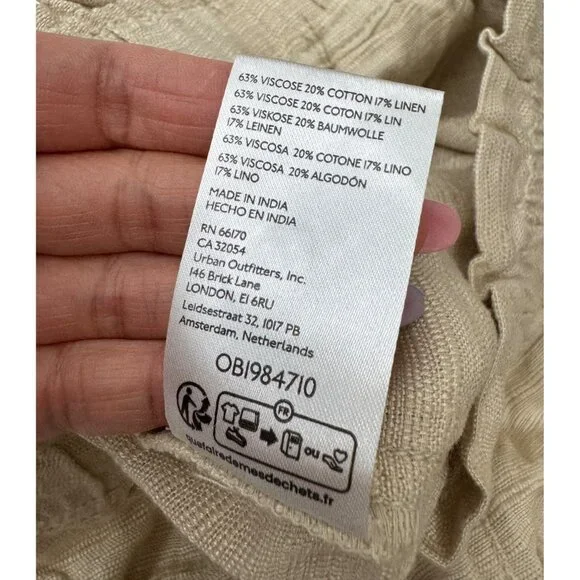 63% VISCOSE 20% COTTON 17% LINEN
63% VISCOSE 20% COTON 17% LIN
63% VISKOSE 20% BAUMWOLLE
17% LEINEN
63% VISCOSA 20% COTONE 17% LINO
63% VISCOSA 20% ALGODÓN
17% LINO
MADE IN INDIA
HECHO EN INDIA
RN 66170
CA 32054
Urban Outfitters, Inc.
146 Brick Lane
LONDON, E1 6RU
Leidsestraat 32, 1017 PB
Amsterdam, Netherlands
OB1984710
FR
OU
quefairedemesdechets.fr